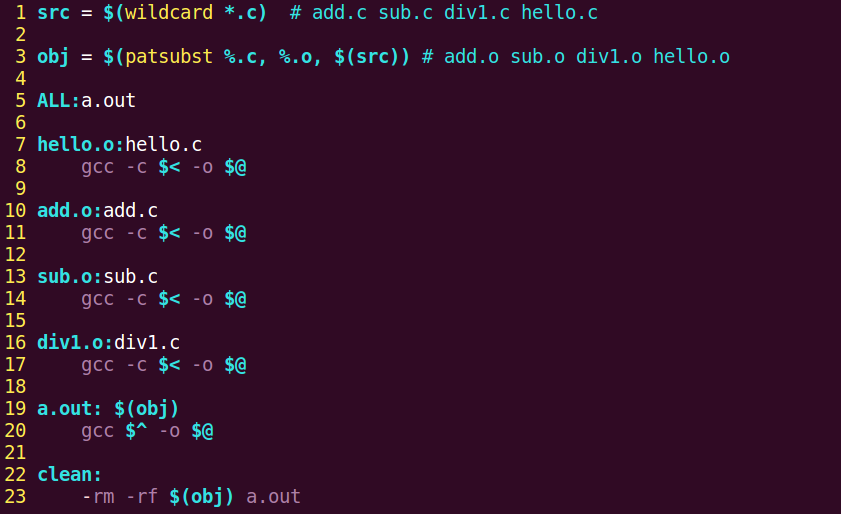 1 src = $(wildcard *.c)  # add.c sub.c div1.c hello.c
2
3 obj = $(patsubst %.c, %.o, $(src)) # add.o sub.o div1.o hello.o
4
5 ALL:a.out
6
7 hello.o:hello.c
8     gcc -c $< -o $@
9
10 add.o:add.c
11     gcc -c $< -o $@
12
13 sub.o:sub.c
14     gcc -c $< -o $@
15
16 div1.o:div1.c
17     gcc -c $< -o $@
18
19 a.out: $(obj)
20     gcc $^ -o $@
21
22 clean:
23     -rm -rf $(obj) a.out